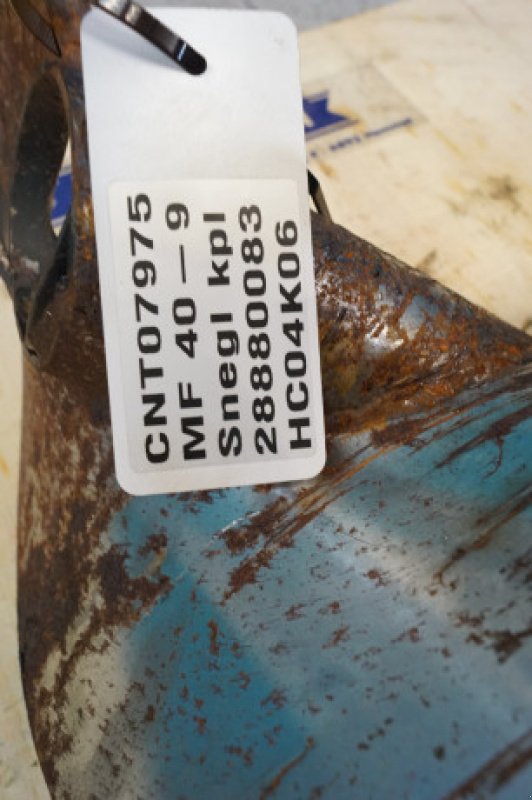 CNT07975
MF 40-9
Snegl kpl
28880083
HC04K06